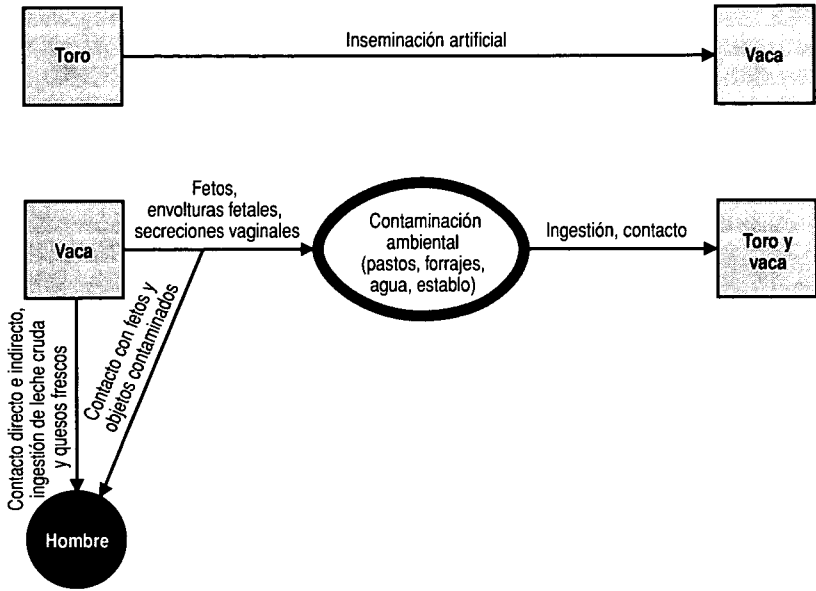 Toro
Inseminación artificial
Vaca
Fetos,
envolturas fetales,
secreciones vaginales
Vaca
Contaminación
ambiental
(pastos, forrajes,
agua, establo)
Ingestión, contacto
Toro y
vaca
Contacto directo e indirecto,
ingestión de leche cruda
y quesos frescos
Contacto con fetos y
objetos contaminados
Hombre